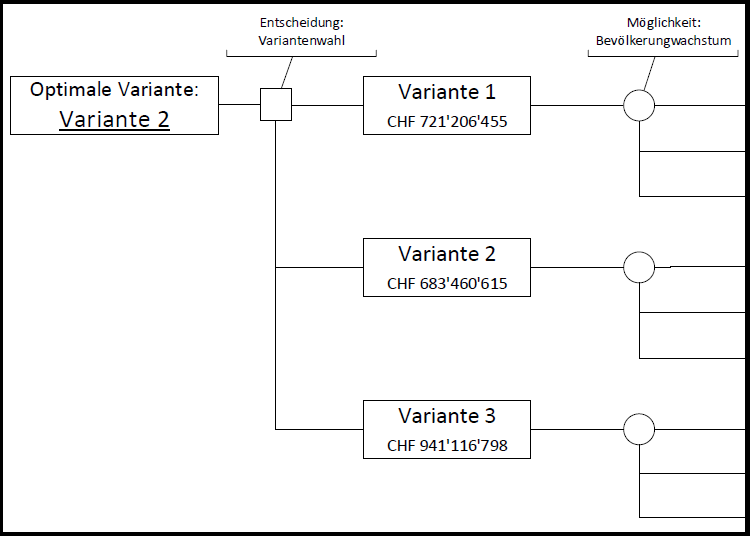 Entscheidung:
Variantenwahl
Möglichkeit:
Bevölkerungwachstum
Optimale Variante:
Variante 2
Variante 1
CHF 721'206'455
Variante 2
CHF 683'460'615
Variante 3
CHF 941'116'798